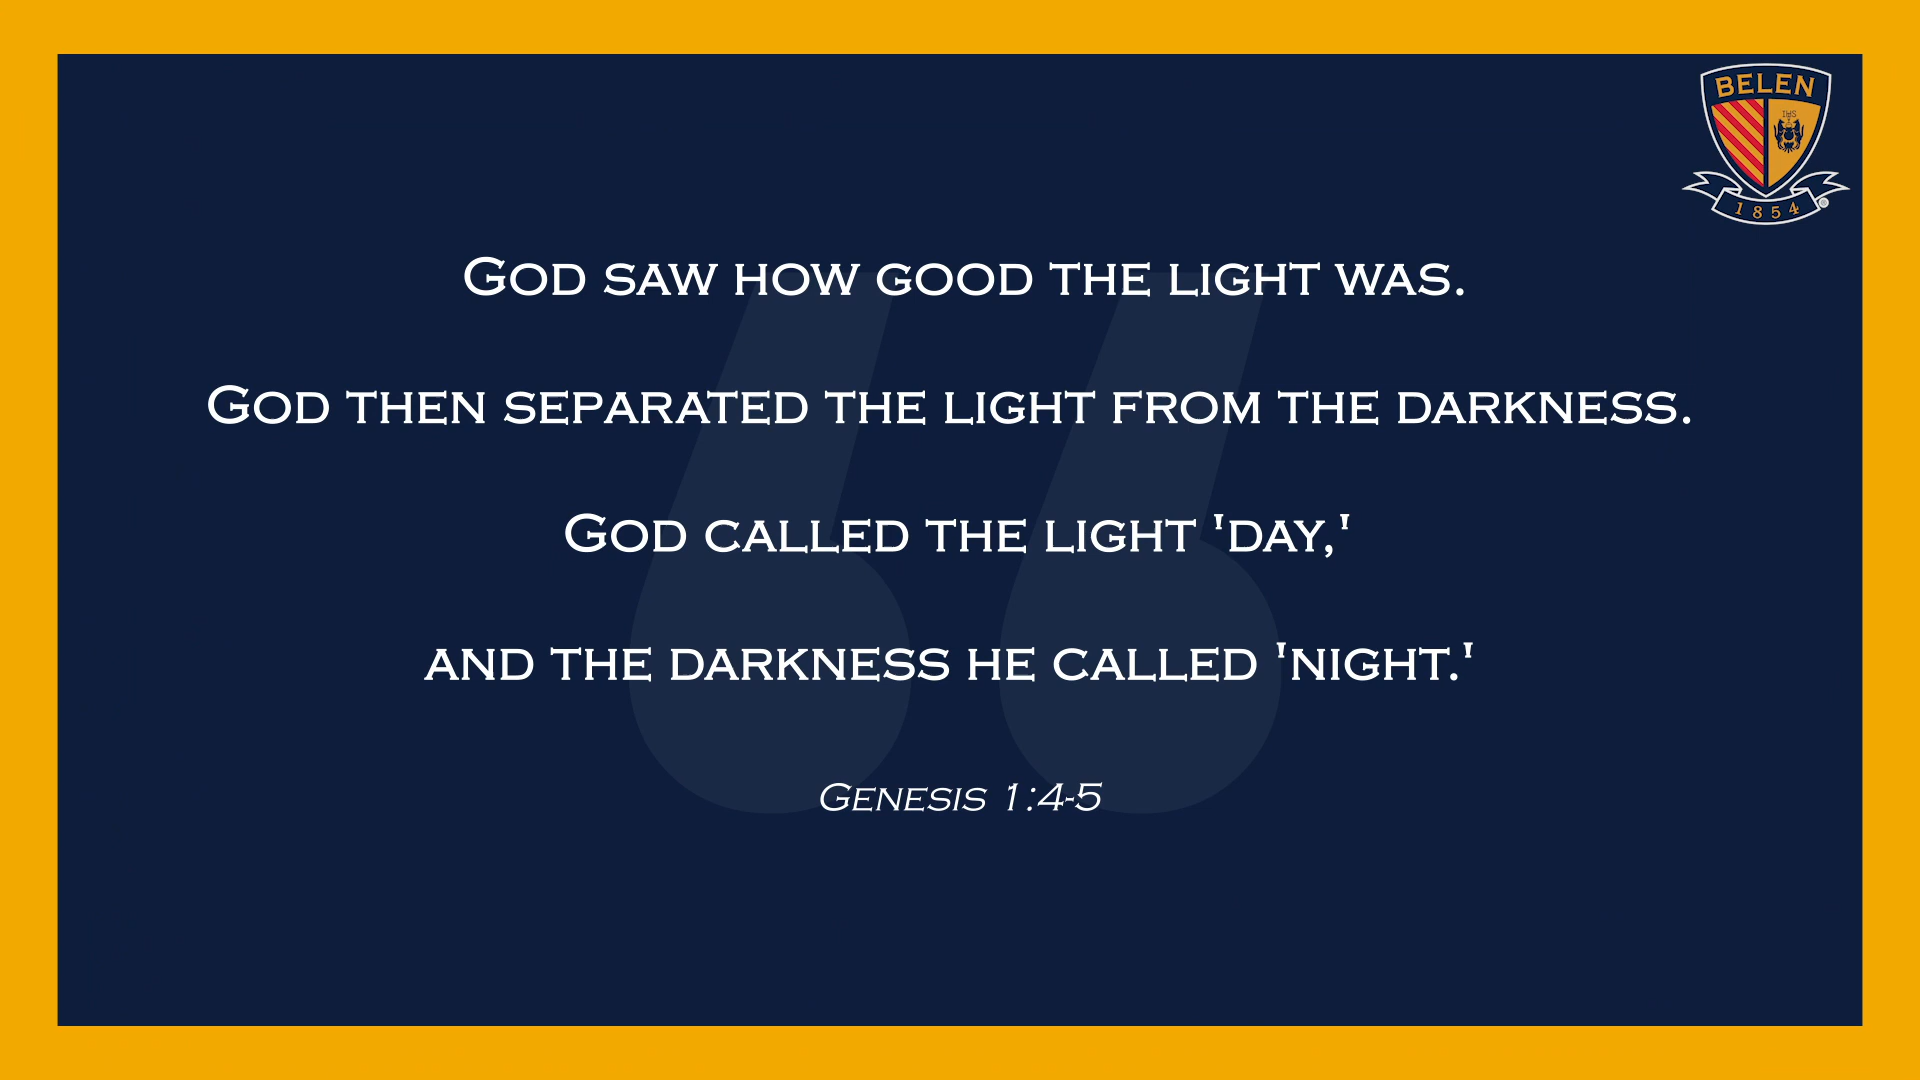 BELEN
IHS
1854
God saw how good the light was.
God then separated the light from the darkness.
God called the light 'day,'
and the darkness he called 'night.'
Genesis 1:4-5